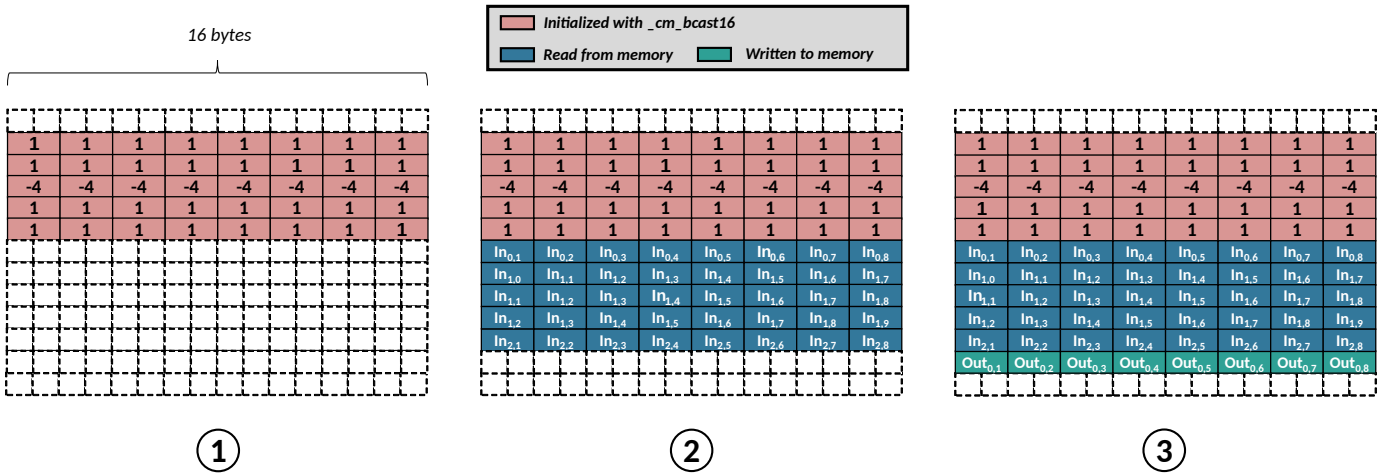 Initialized with _cm_bcast16
16 bytes
Read from memory Written to memory
1 1 1 1 1 1 1 1 1 1 1 1 1 1 1 1 1 1 1 1 1 1 1 1
1 1 1 1 1 1 1 1 1 1 1 1 1 1 1 1 1 1 1 1 1 1 1 1
-4 -4 -4 -4 -4 -4 -4 -4 -4 -4 -4 -4 -4 -4 -4 -4 -4 -4 -4 -4 -4 -4 -4 -4
1 1 1 1 1 1 1 1 1 1 1 1 1 1 1 1 1 1 1 1 1 1 1 1
1 1 1 1 1 1 1 1 1 1 1 1 1 1 1 1 1 1 1 1 1 1 1 1
In0,1 In0,2 In0,3 In0,4 In0,5 In0,6 In0,7 In0,8 In0,1 In0,2 In0,3 In0,4 In0,5 In0,6 In0,7 In0,8
In1,0 In1,1 In1,2 In1,3 In1,4 In1,5 In1,6 In1,7 In1,0 In1,1 In1,2 In1,3 In1,4 In1,5 In1,6 In1,7
In1,1 In1,2 In1,3 In1,4 In1,5 In1,6 In1,7 In1,8 In1,1 In1,2 In1,3 In1,4 In1,5 In1,6 In1,7 In1,8
In1,2 In1,3 In1,4 In1,5 In1,6 In1,7 In1,8 In1,9 In1,2 In1,3 In1,4 In1,5 In1,6 In1,7 In1,8 In1,9
In2,1 In2,2 In2,3 In2,4 In2,5 In2,6 In2,7 In2,8 In2,1 In2,2 In2,3 In2,4 In2,5 In2,6 In2,7 In2,8
Out0,1 Out0,2 Out0,3 Out0,4 Out0,5 Out0,6 Out0,7 Out0,8
1 2 3